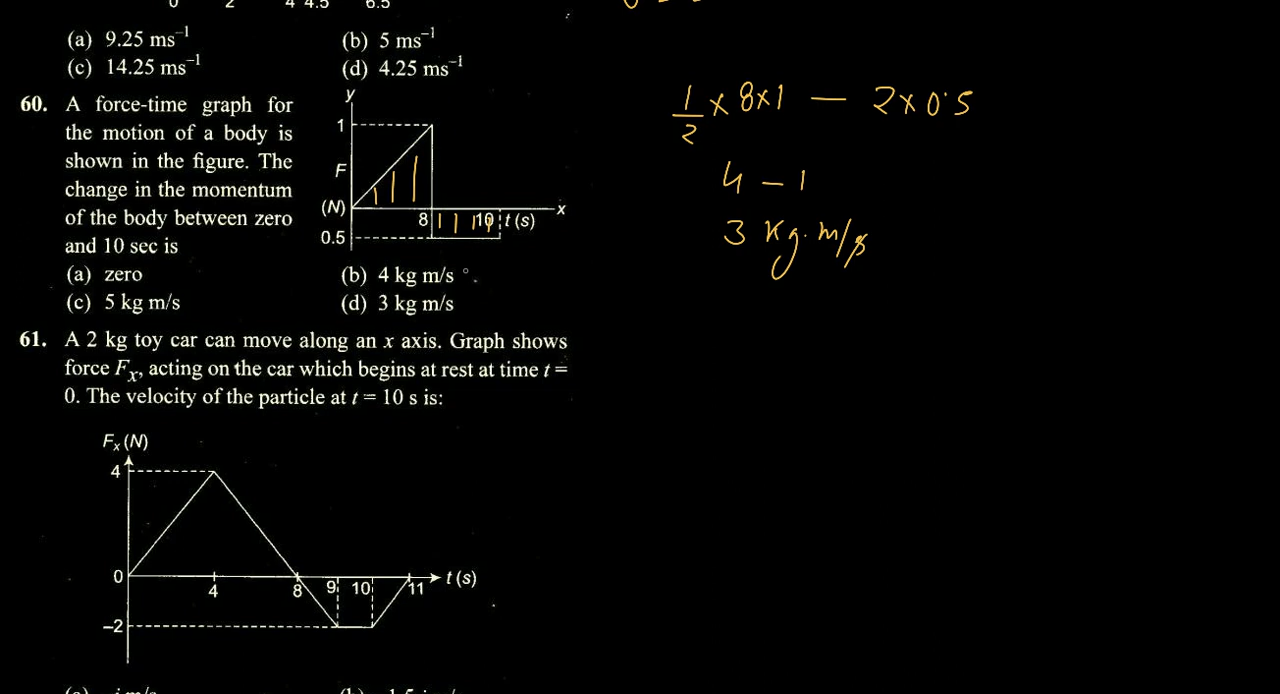 0 2 4 4.5 6.5
(a) 9.25 ms⁻¹ (b) 5 ms⁻¹
(c) 14.25 ms⁻¹ (d) 4.25 ms⁻¹
60. A force-time graph for
the motion of a body is
shown in the figure. The
change in the momentum
of the body between zero
and 10 sec is
y
1
F
(N)
0.5
8 10 t (s)
x
(a) zero (b) 4 kg m/s
(c) 5 kg m/s (d) 3 kg m/s
61. A 2 kg toy car can move along an x axis. Graph shows
force Fₓ, acting on the car which begins at rest at time t =
0. The velocity of the particle at t = 10 s is:
Fₓ (N)
4
0
4 8 9 10 11 t (s)
–2
1/2 × 8×1 — 2×0.5
4 – 1
3 Kg. m/s